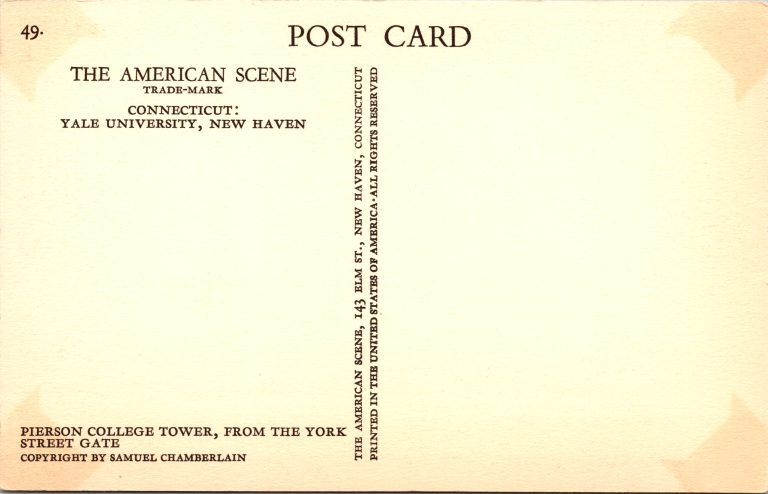 49.
POST CARD
THE AMERICAN SCENE
TRADE-MARK
CONNECTICUT:
YALE UNIVERSITY, NEW HAVEN
THE AMERICAN SCENE, 143 ELM ST., NEW HAVEN, CONNECTICUT
PRINTED IN THE UNITED STATES OF AMERICA·ALL RIGHTS RESERVED
PIERSON COLLEGE TOWER, FROM THE YORK
STREET GATE
COPYRIGHT BY SAMUEL CHAMBERLAIN